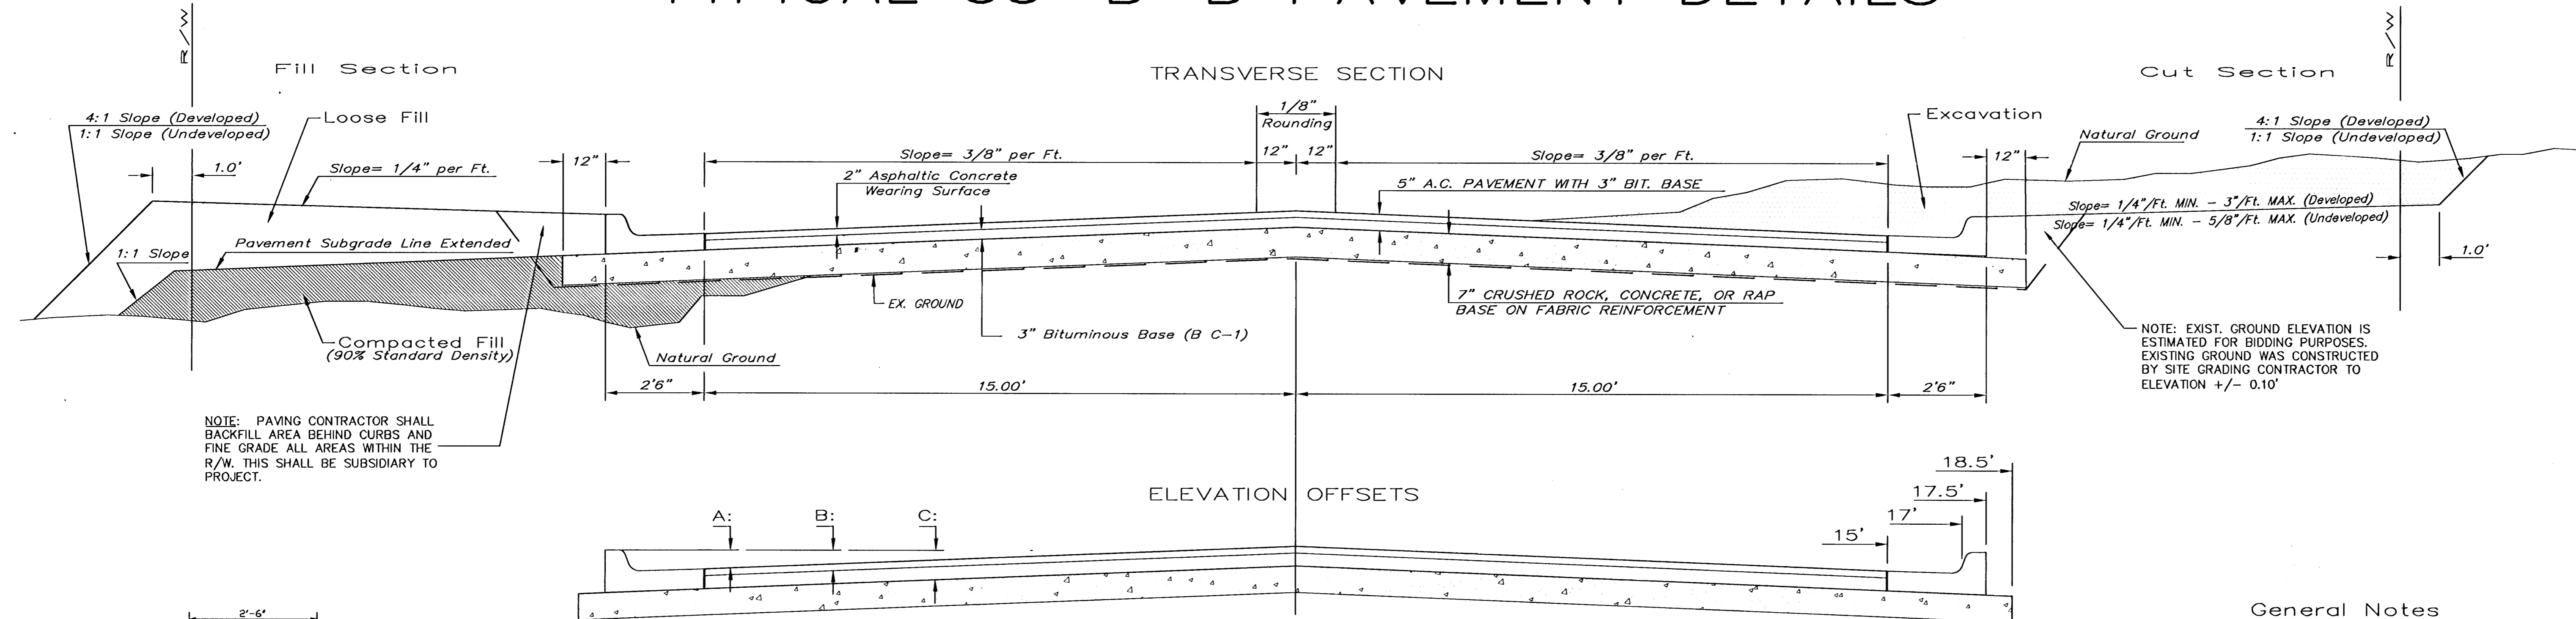 PAVEMENT DETAILS
R/W
R/W
Fill Section
TRANSVERSE SECTION
Cut Section
4:1 Slope (Developed)
1:1 Slope (Undeveloped)
Loose Fill
1/8"
Rounding
Excavation
Natural Ground
4:1 Slope (Developed)
1:1 Slope (Undeveloped)
1.0'
Slope= 1/4" per Ft.
12"
Slope= 3/8" per Ft.
12"
12"
Slope= 3/8" per Ft.
12"
2" Asphaltic Concrete
Wearing Surface
5" A.C. PAVEMENT WITH 3" BIT. BASE
Slope= 1/4"/Ft. MIN. - 3"/Ft. MAX. (Developed)
Slope= 1/4"/Ft. MIN. - 5/8"/Ft. MAX. (Undeveloped)
1:1 Slope
Pavement Subgrade Line Extended
1.0'
EX. GROUND
7" CRUSHED ROCK, CONCRETE, OR RAP
BASE ON FABRIC REINFORCEMENT
3" Bituminous Base (B C-1)
Compacted Fill
(90% Standard Density)
Natural Ground
NOTE: EXIST. GROUND ELEVATION IS
ESTIMATED FOR BIDDING PURPOSES.
EXISTING GROUND WAS CONSTRUCTED
BY SITE GRADING CONTRACTOR TO
ELEVATION +/- 0.10'
2'6"
15.00'
15.00'
2'6"
NOTE: PAVING CONTRACTOR SHALL
BACKFILL AREA BEHIND CURBS AND
FINE GRADE ALL AREAS WITHIN THE
R/W. THIS SHALL BE SUBSIDIARY TO
PROJECT.
ELEVATION OFFSETS
18.5'
17.5'
17'
15'
A:
B:
C:
2'-6"
General Notes